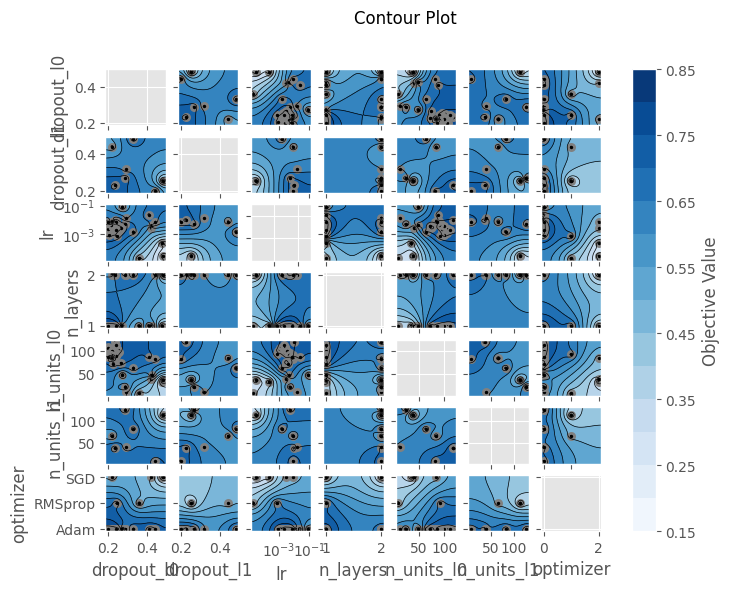 Contour Plot
dropout_l0
0.4
0.2
dropout_l1
0.4
0.2
lr
10⁻¹
10⁻³
n_layers
2
1
n_units_l0
100
50
n_units_l1
100
50
optimizer
SGD
RMSprop
Adam
0.2 0.4 0.2 0.4 10⁻³ 10⁻¹ 1 2 50 100 50 100 0 2
dropout_l0 dropout_l1 lr n_layers n_units_l0 n_units_l1 optimizer
0.85
0.75
0.65
0.55
0.45
0.35
0.25
0.15
Objective Value